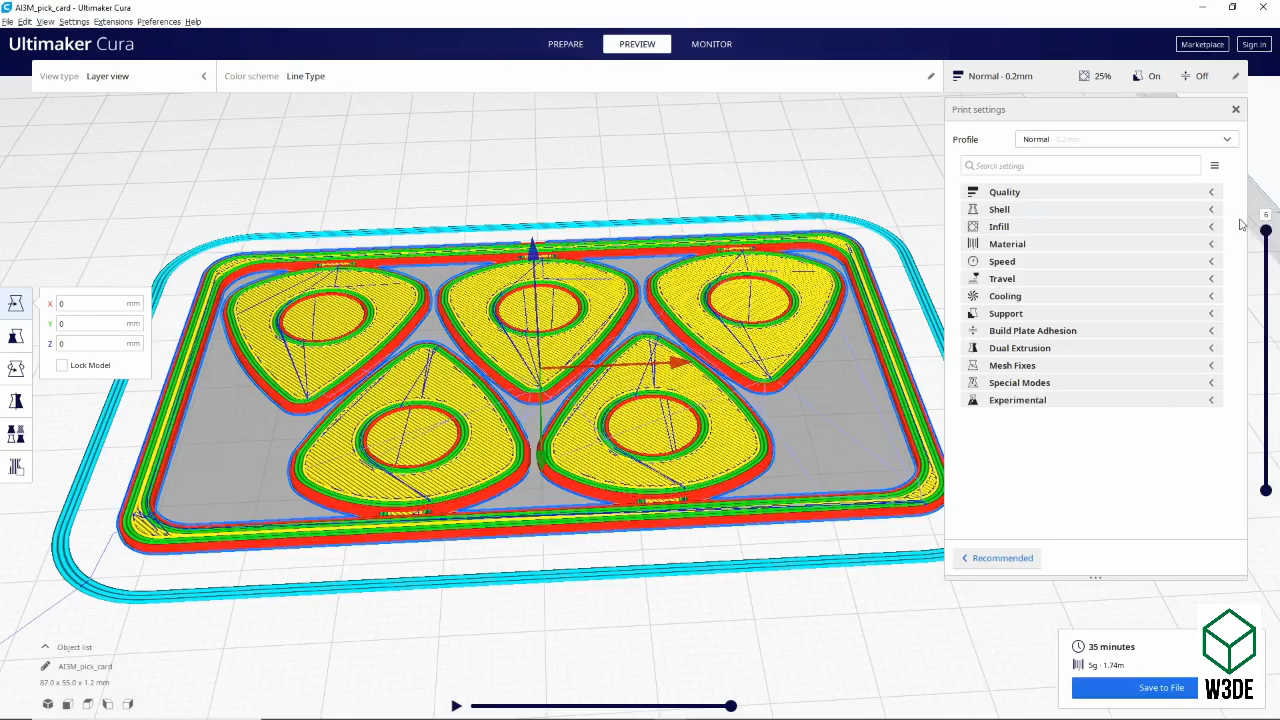 AI3M_pick_card - Ultimaker Cura
File Edit View Settings Extensions Preferences Help
Ultimaker Cura
PREPARE PREVIEW MONITOR
Marketplace Sign in
View type Layer view
Color scheme Line Type
Normal - 0.2mm 25% On Off
Print settings
Profile Normal - 0.2mm
Search settings
Quality
Shell
6
Infill
Material
Speed
Travel
Cooling
Support
Build Plate Adhesion
Dual Extrusion
Mesh Fixes
Special Modes
Experimental
X 0 mm
Y 0 mm
Z 0 mm
Lock Model
Recommended
Object list
AI3M_pick_card
87.0 x 55.0 x 1.2 mm
35 minutes
5g · 1.74m
Save to File
W3DE